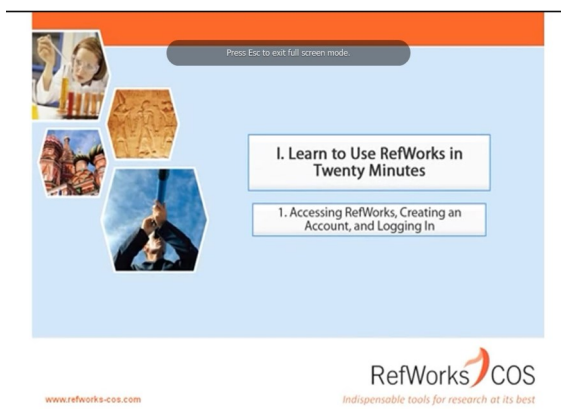 Press Esc to exit full screen mode.
I. Learn to Use RefWorks in
Twenty Minutes
1. Accessing RefWorks, Creating an
Account, and Logging In
RefWorks COS
www.refworks-cos.com
Indispensable tools for research at its best